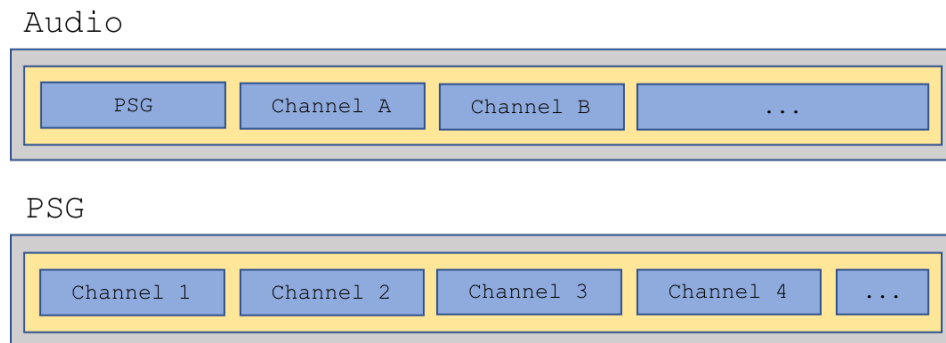 Audio
PSG Channel A Channel B ...
PSG
Channel 1 Channel 2 Channel 3 Channel 4 ...